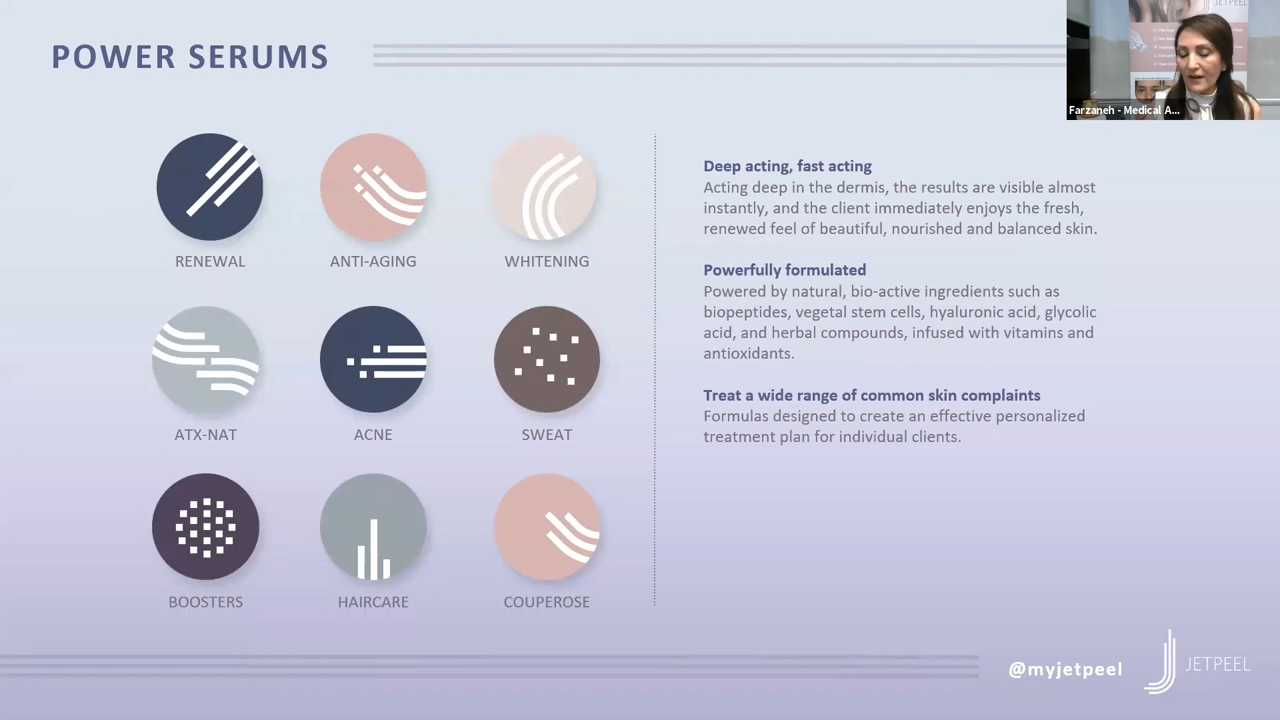 POWER SERUMS
JETPEEL
Farzaneh - Medical A...
RENEWAL
ANTI-AGING
WHITENING
ATX-NAT
ACNE
SWEAT
BOOSTERS
HAIRCARE
COUPEROSE
Deep acting, fast acting
Acting deep in the dermis, the results are visible almost
instantly, and the client immediately enjoys the fresh,
renewed feel of beautiful, nourished and balanced skin.
Powerfully formulated
Powered by natural, bio-active ingredients such as
biopeptides, vegetal stem cells, hyaluronic acid, glycolic
acid, and herbal compounds, infused with vitamins and
antioxidants.
Treat a wide range of common skin complaints
Formulas designed to create an effective personalized
treatment plan for individual clients.
@myjetpeel
JETPEEL